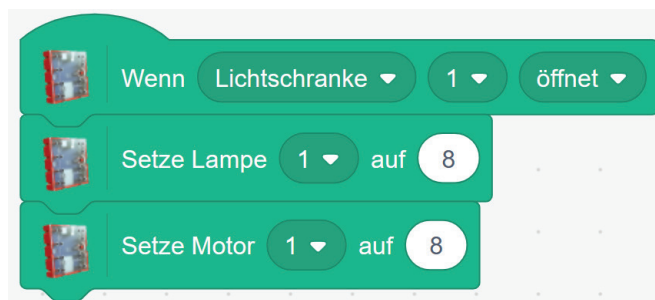 Wenn Lichtschranke 1 öffnet
Setze Lampe 1 auf 8
Setze Motor 1 auf 8